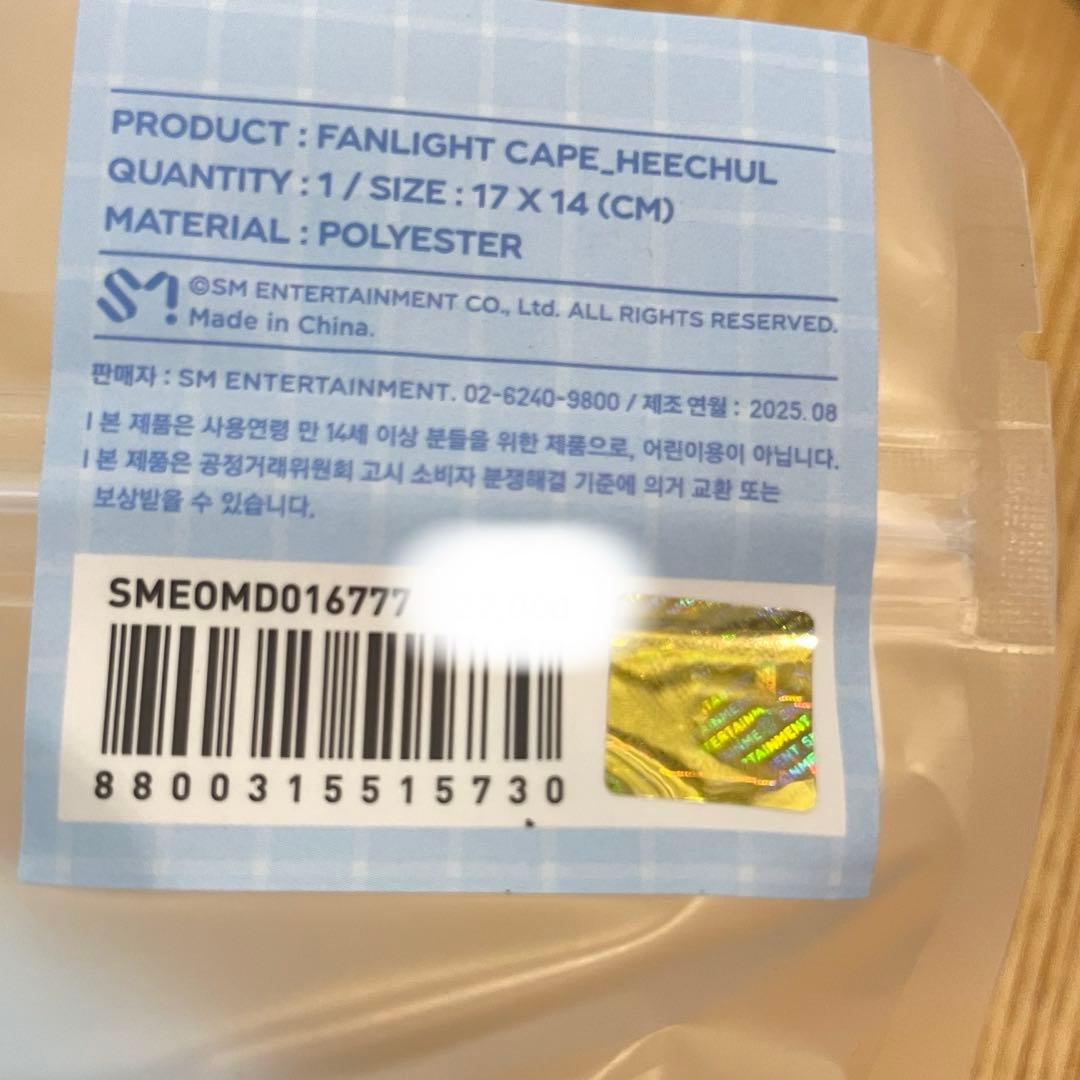 PRODUCT : FANLIGHT CAPE_HEECHUL
QUANTITY : 1 / SIZE : 17 X 14 (CM)
MATERIAL : POLYESTER
SM! ©SM ENTERTAINMENT CO., Ltd. ALL RIGHTS RESERVED.
Made in China.
판매자 : SM ENTERTAINMENT. 02-6240-9800 / 제조연월 : 2025.08
I 본 제품은 사용연령 만 14세 이상 분들을 위한 제품으로, 어린이용이 아닙니다.
I 본 제품은 공정거래위원회 고시 소비자 분쟁해결 기준에 의거 교환 또는
보상받을 수 있습니다.
SMEOMD016777
8800315515730
TERTAINM
TAINMENT